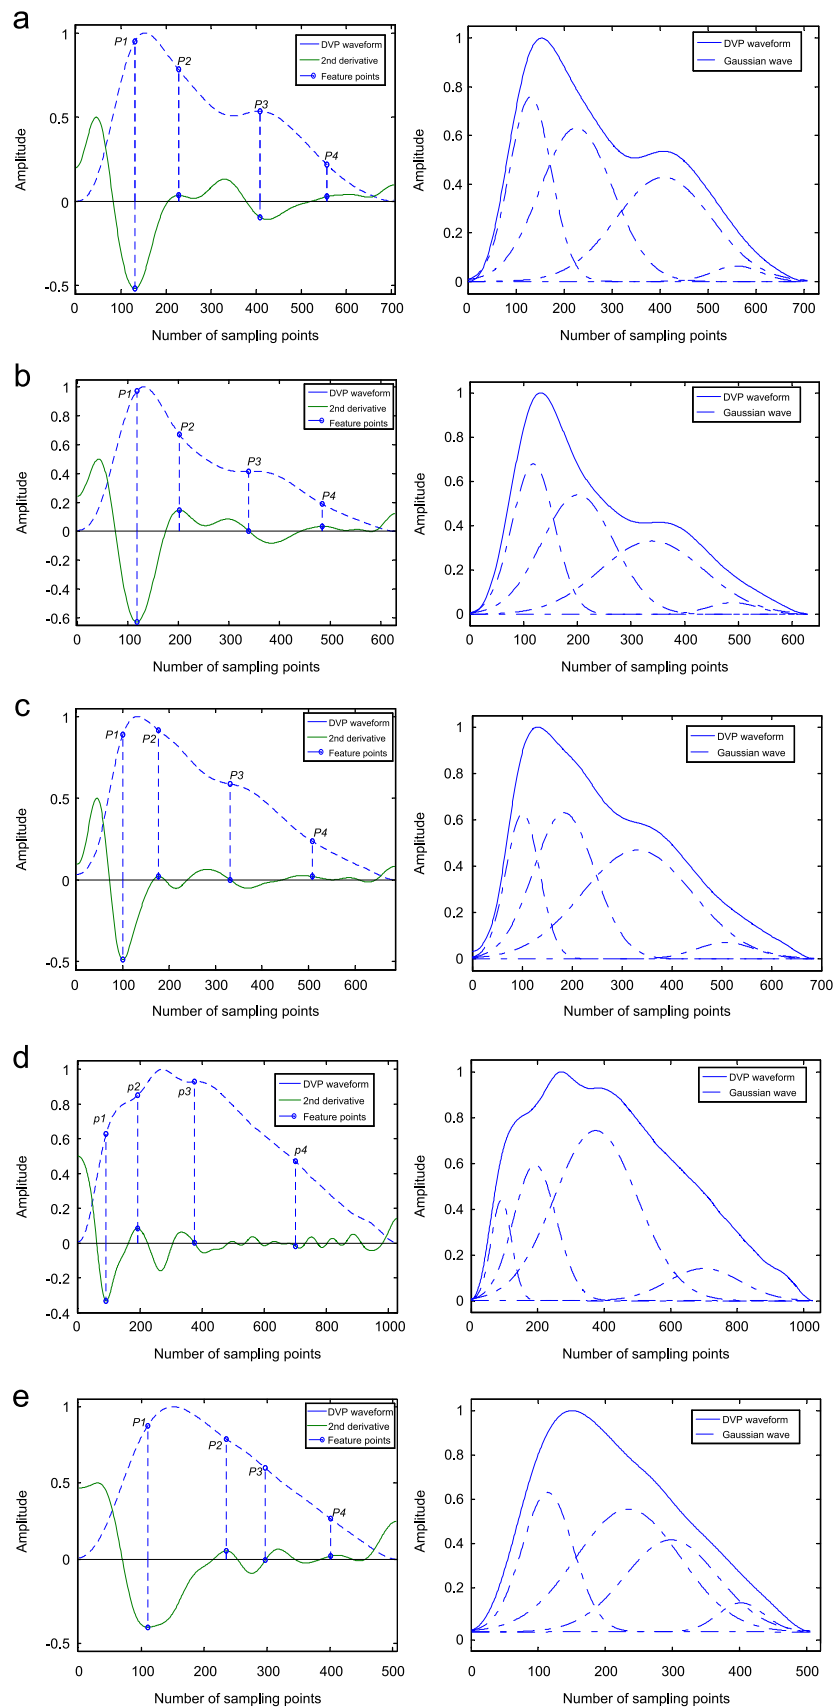 a
DVP waveform
2nd derivative
Feature points
P1
P2
P3
P4
1
0.5
0
-0.5
Amplitude
0 100 200 300 400 500 600 700
Number of sampling points
DVP waveform
Gaussian wave
1
0.8
0.6
0.4
0.2
0
Amplitude
0 100 200 300 400 500 600 700
Number of sampling points
b
DVP waveform
2nd derivative
Feature points
P1
P2
P3
P4
1
0.8
0.6
0.4
0.2
0
-0.2
-0.4
-0.6
Amplitude
0 100 200 300 400 500 600
Number of sampling points
DVP waveform
Gaussian wave
1
0.8
0.6
0.4
0.2
0
Amplitude
0 100 200 300 400 500 600
Number of sampling points
c
DVP waveform
2nd derivative
Feature points
P1
P2
P3
P4
1
0.5
0
-0.5
Amplitude
0 100 200 300 400 500 600
Number of sampling points
DVP waveform
Gaussian wave
1
0.8
0.6
0.4
0.2
0
Amplitude
0 100 200 300 400 500 600 700
Number of sampling points
d
DVP waveform
2nd derivative
Feature points
p1
p2
p3
p4
1
0.8
0.6
0.4
0.2
0
-0.2
-0.4
Amplitude
0 200 400 600 800 1000
Number of sampling points
DVP waveform
Gaussian wave
1
0.8
0.6
0.4
0.2
0
Amplitude
0 200 400 600 800 1000
Number of sampling points
e
DVP waveform
2nd derivative
Feature points
P1
P2
P3
P4
1
0.5
0
-0.5
Amplitude
0 100 200 300 400 500
Number of sampling points
DVP waveform
Gaussian wave
1
0.8
0.6
0.4
0.2
0
Amplitude
0 100 200 300 400 500
Number of sampling points